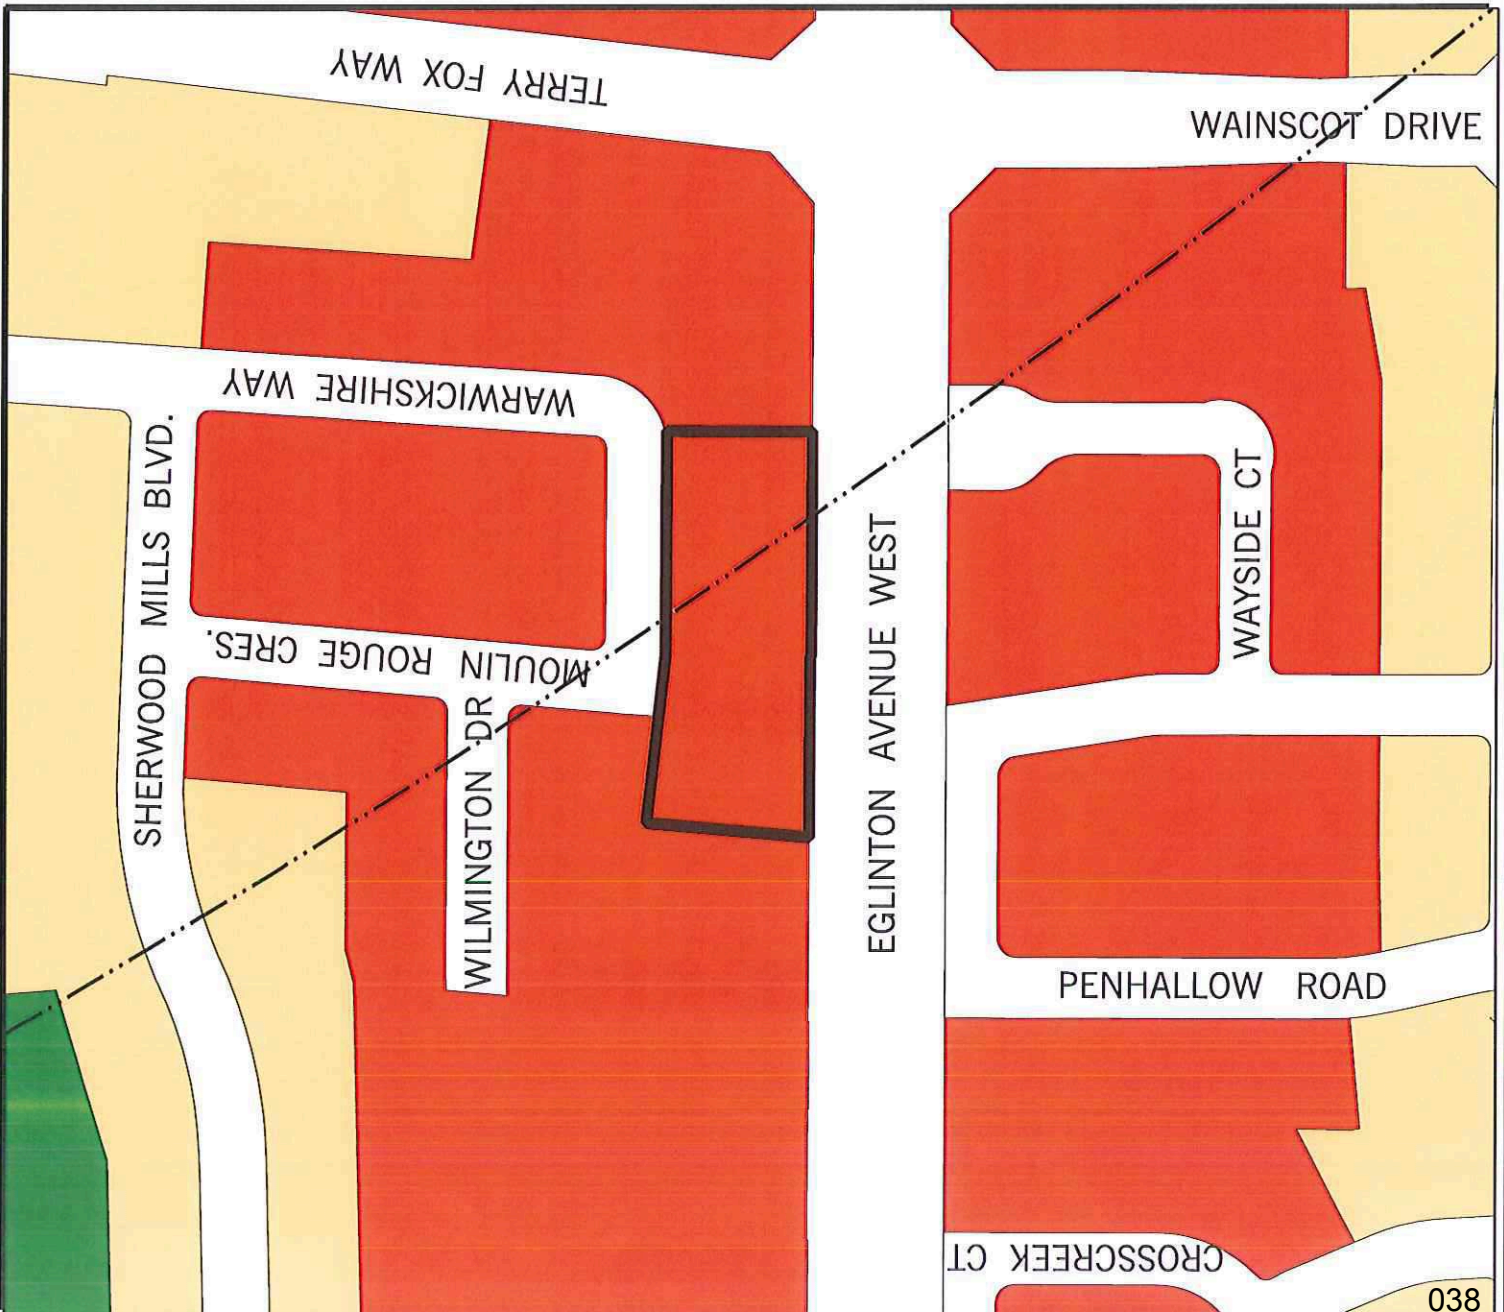 TERRY FOX WAY
WAINSCOT DRIVE
WARWICKSHIRE WAY
SHERWOOD MILLS BLVD.
MOULIN ROUGE CRES.
WILMINGTON DR
EGLINTON AVENUE WEST
WAYSIDE CT
PENHALLOW ROAD
CROSSCREEK CT
038